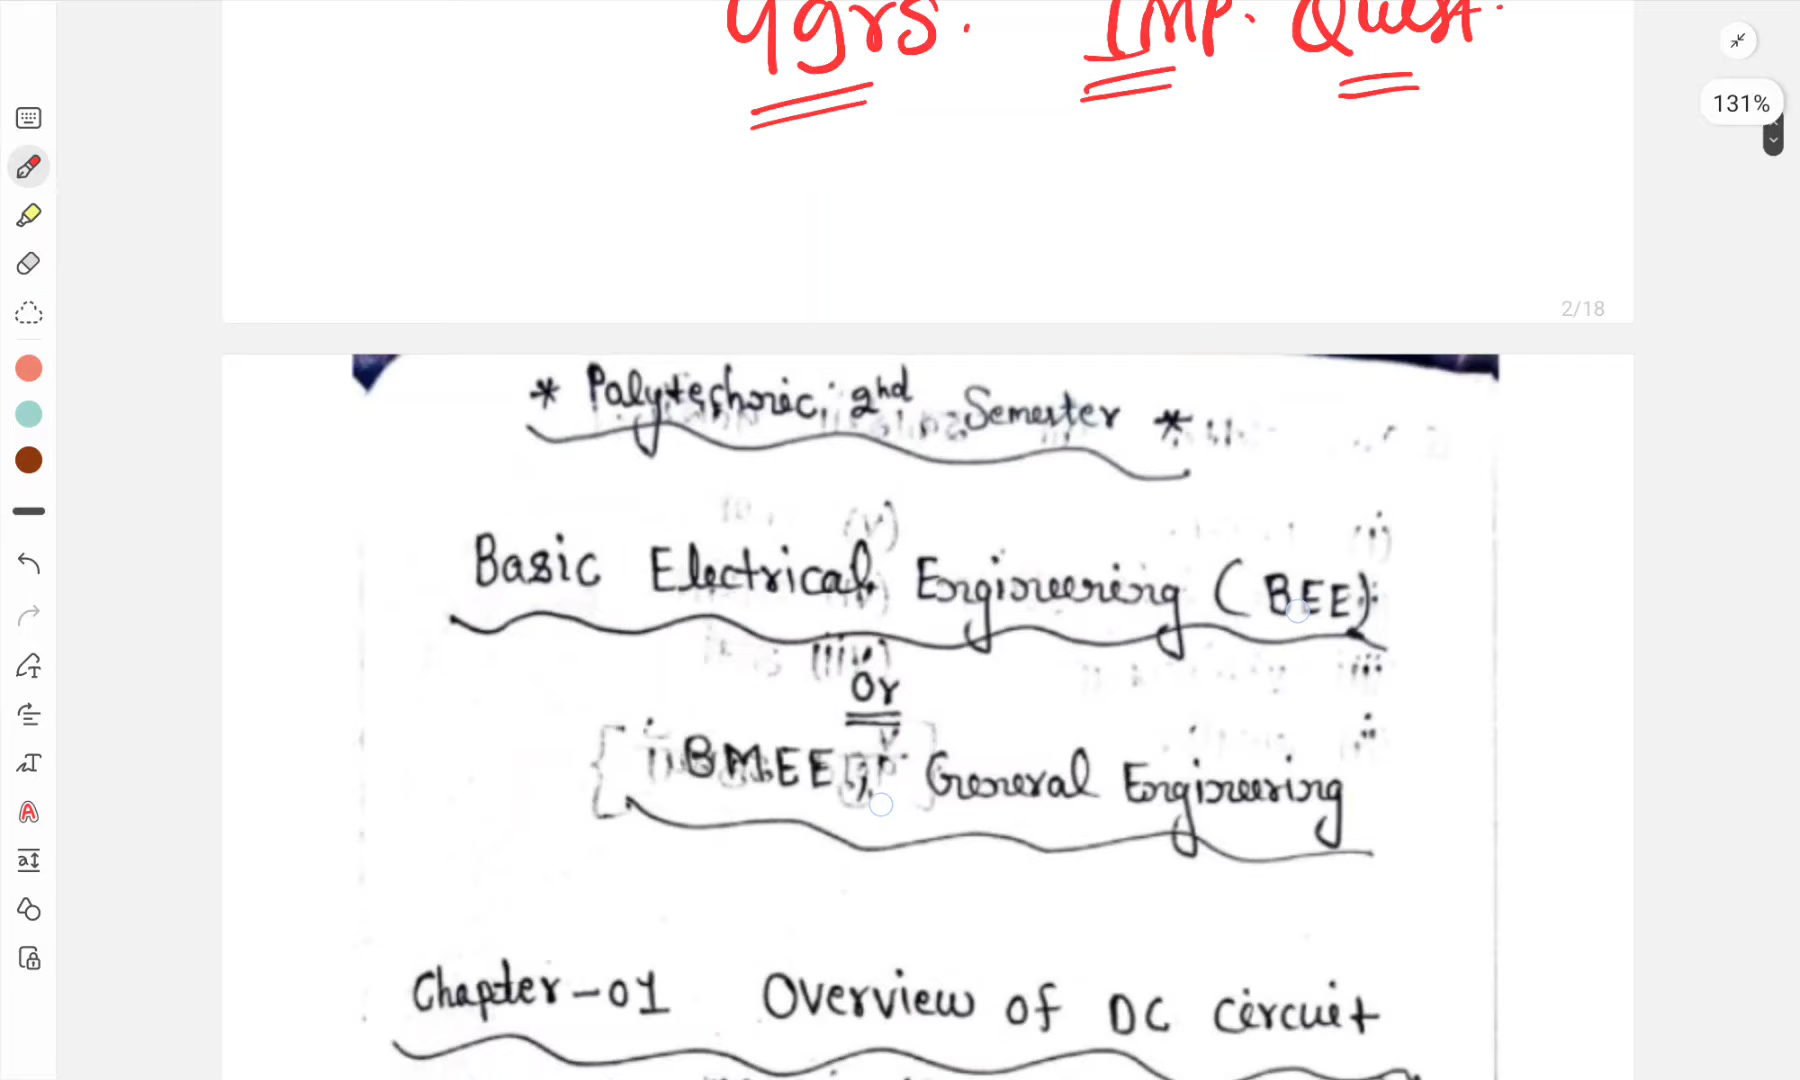 Imp. Quest.
131%
2/18
* Polytechnic 2nd Semester *
Basic Electrical Engineering (BEE)
Or
BMEE, General Engineering
Chapter-01 Overview of DC circuit